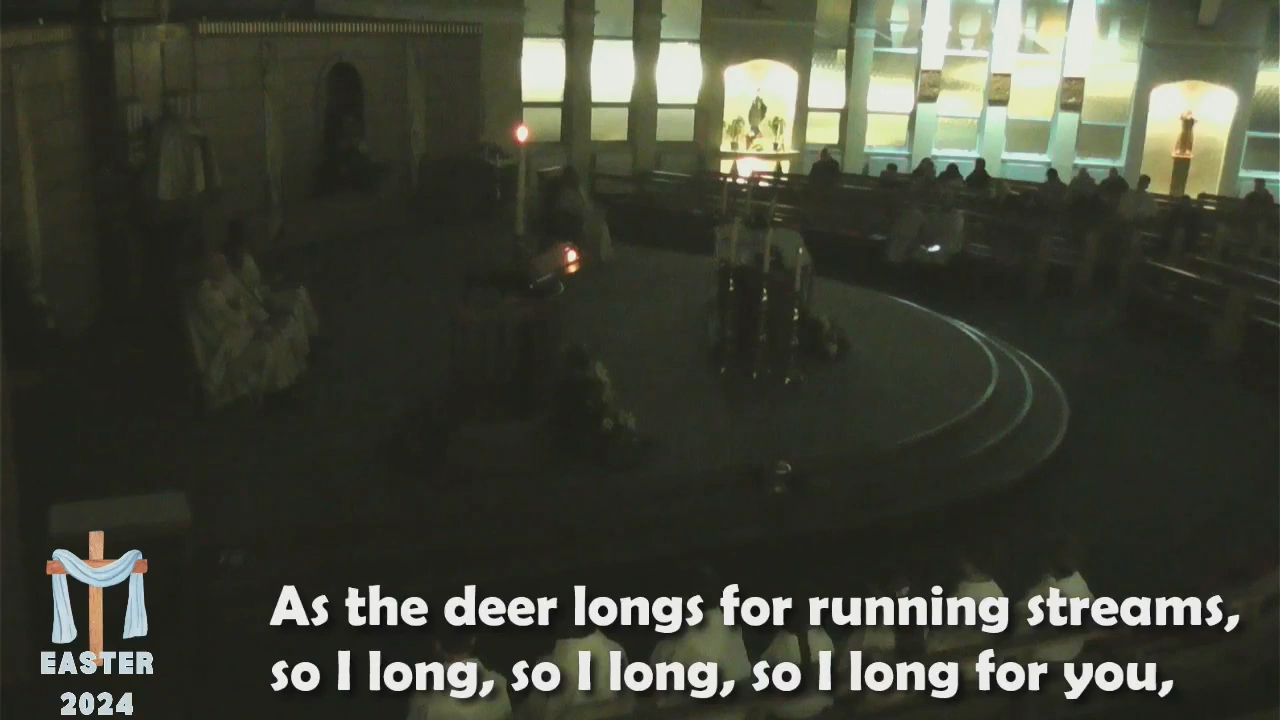 As the deer longs for running streams,
so I long, so I long, so I long for you,
EASTER
2024